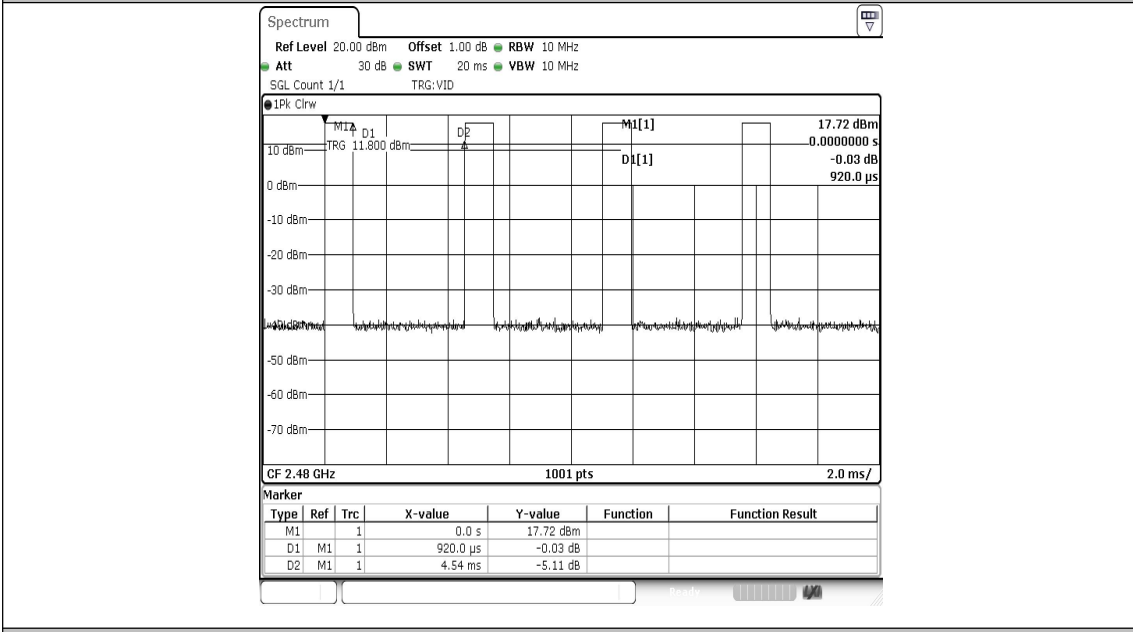 Spectrum
Ref Level 20.00 dBm Offset 1.00 dB RBW 10 MHz
Att 30 dB SWT 20 ms VBW 10 MHz
SGL Count 1/1 TRG:VID
1Pk Clrw
M1 D1 D2 M1[1] 17.72 dBm
TRG 11.800 dBm 0.0000000 s
10 dBm D1[1] -0.03 dB
920.0 µs
0 dBm
-10 dBm
-20 dBm
-30 dBm
-50 dBm
-60 dBm
-70 dBm
CF 2.48 GHz 1001 pts 2.0 ms/
Marker
Type Ref Trc X-value Y-value Function Function Result
M1 1 0.0 s 17.72 dBm
D1 M1 1 920.0 µs -0.03 dB
D2 M1 1 4.54 ms -5.11 dB
Ready